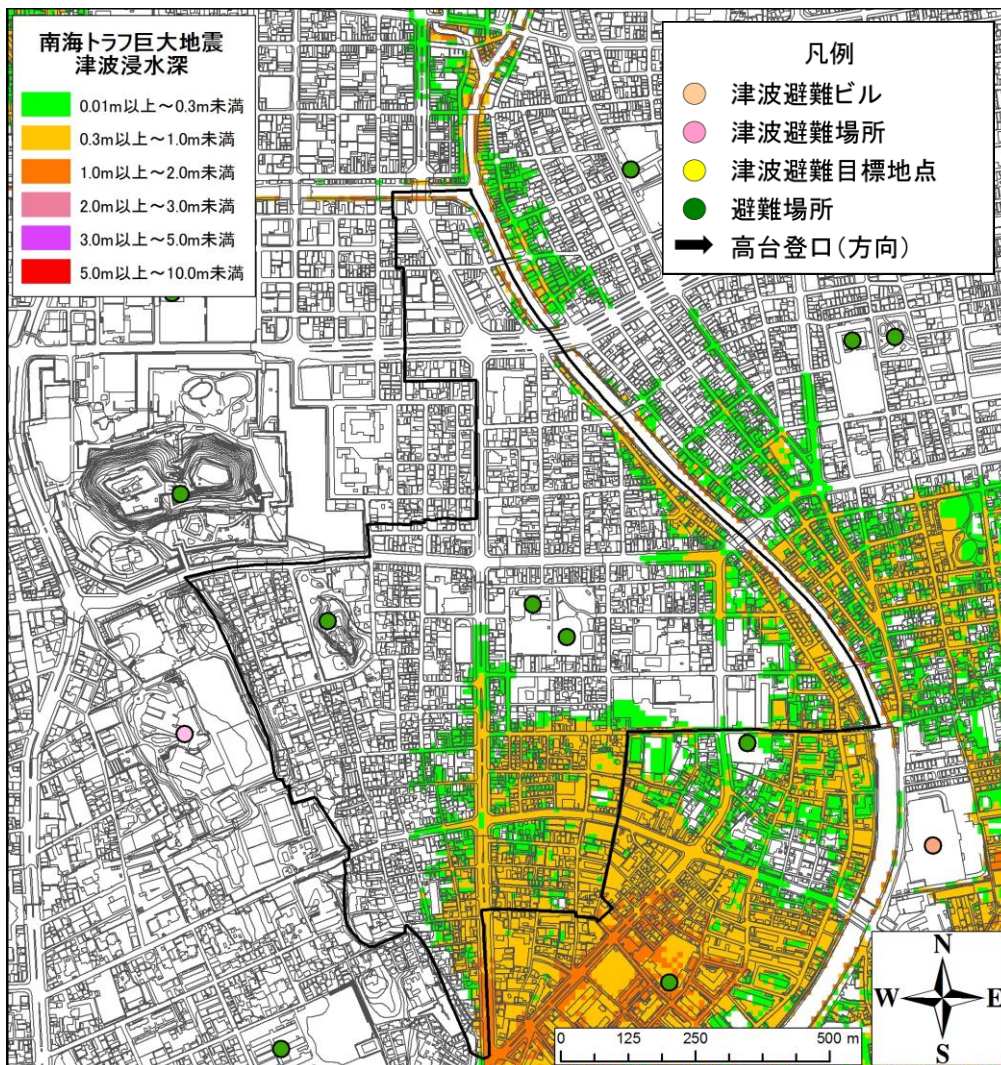 南海トラフ巨大地震
津波浸水深
0.01m以上～0.3m未満
0.3m以上～1.0m未満
1.0m以上～2.0m未満
2.0m以上～3.0m未満
3.0m以上～5.0m未満
5.0m以上～10.0m未満
凡例
津波避難ビル
津波避難場所
津波避難目標地点
避難場所
高台登口(方向)
N
W
E
S
0 125 250 500 m